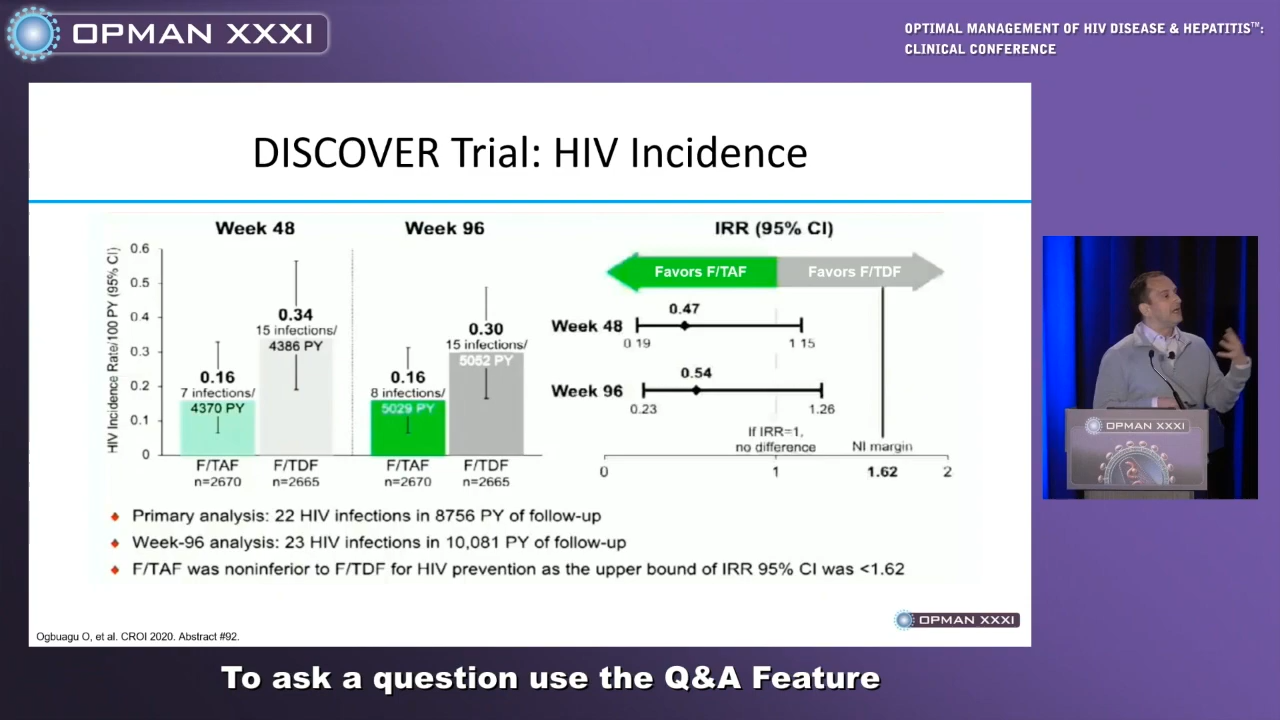 OPMAN XXXI
OPTIMAL MANAGEMENT OF HIV DISEASE & HEPATITIS™:
CLINICAL CONFERENCE
DISCOVER Trial: HIV Incidence
Week 48
Week 96
IRR (95% CI)
HIV Incidence Rate/100 PY (95% CI)
0.6
0.5
0.4
0.3
0.2
0.1
0
0.16
7 infections/
4370 PY
0.34
15 infections/
4386 PY
0.16
8 infections/
5029 PY
0.30
15 infections/
5052 PY
F/TAF
n=2670
F/TDF
n=2665
F/TAF
n=2670
F/TDF
n=2665
Favors F/TAF
Favors F/TDF
Week 48
0.47
0 19
1 15
Week 96
0.54
0.23
1.26
If IRR=1,
no difference
NI margin
0
1
1.62
2
Primary analysis: 22 HIV infections in 8756 PY of follow-up
Week-96 analysis: 23 HIV infections in 10,081 PY of follow-up
F/TAF was noninferior to F/TDF for HIV prevention as the upper bound of IRR 95% CI was <1.62
Ogbuagu O, et al. CROI 2020. Abstract #92.
OPMAN XXXI
OPMAN XXXI
To ask a question use the Q&A Feature